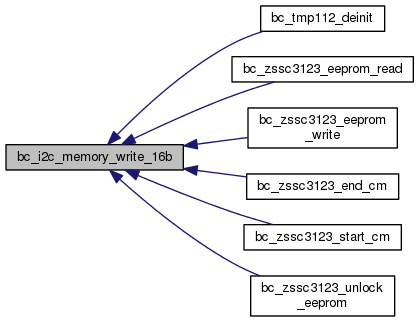 bc_tmp112_deinit
bc_zssc3123_eeprom_read
bc_zssc3123_eeprom
_write
bc_i2c_memory_write_16b
bc_zssc3123_end_cm
bc_zssc3123_start_cm
bc_zssc3123_unlock
_eeprom